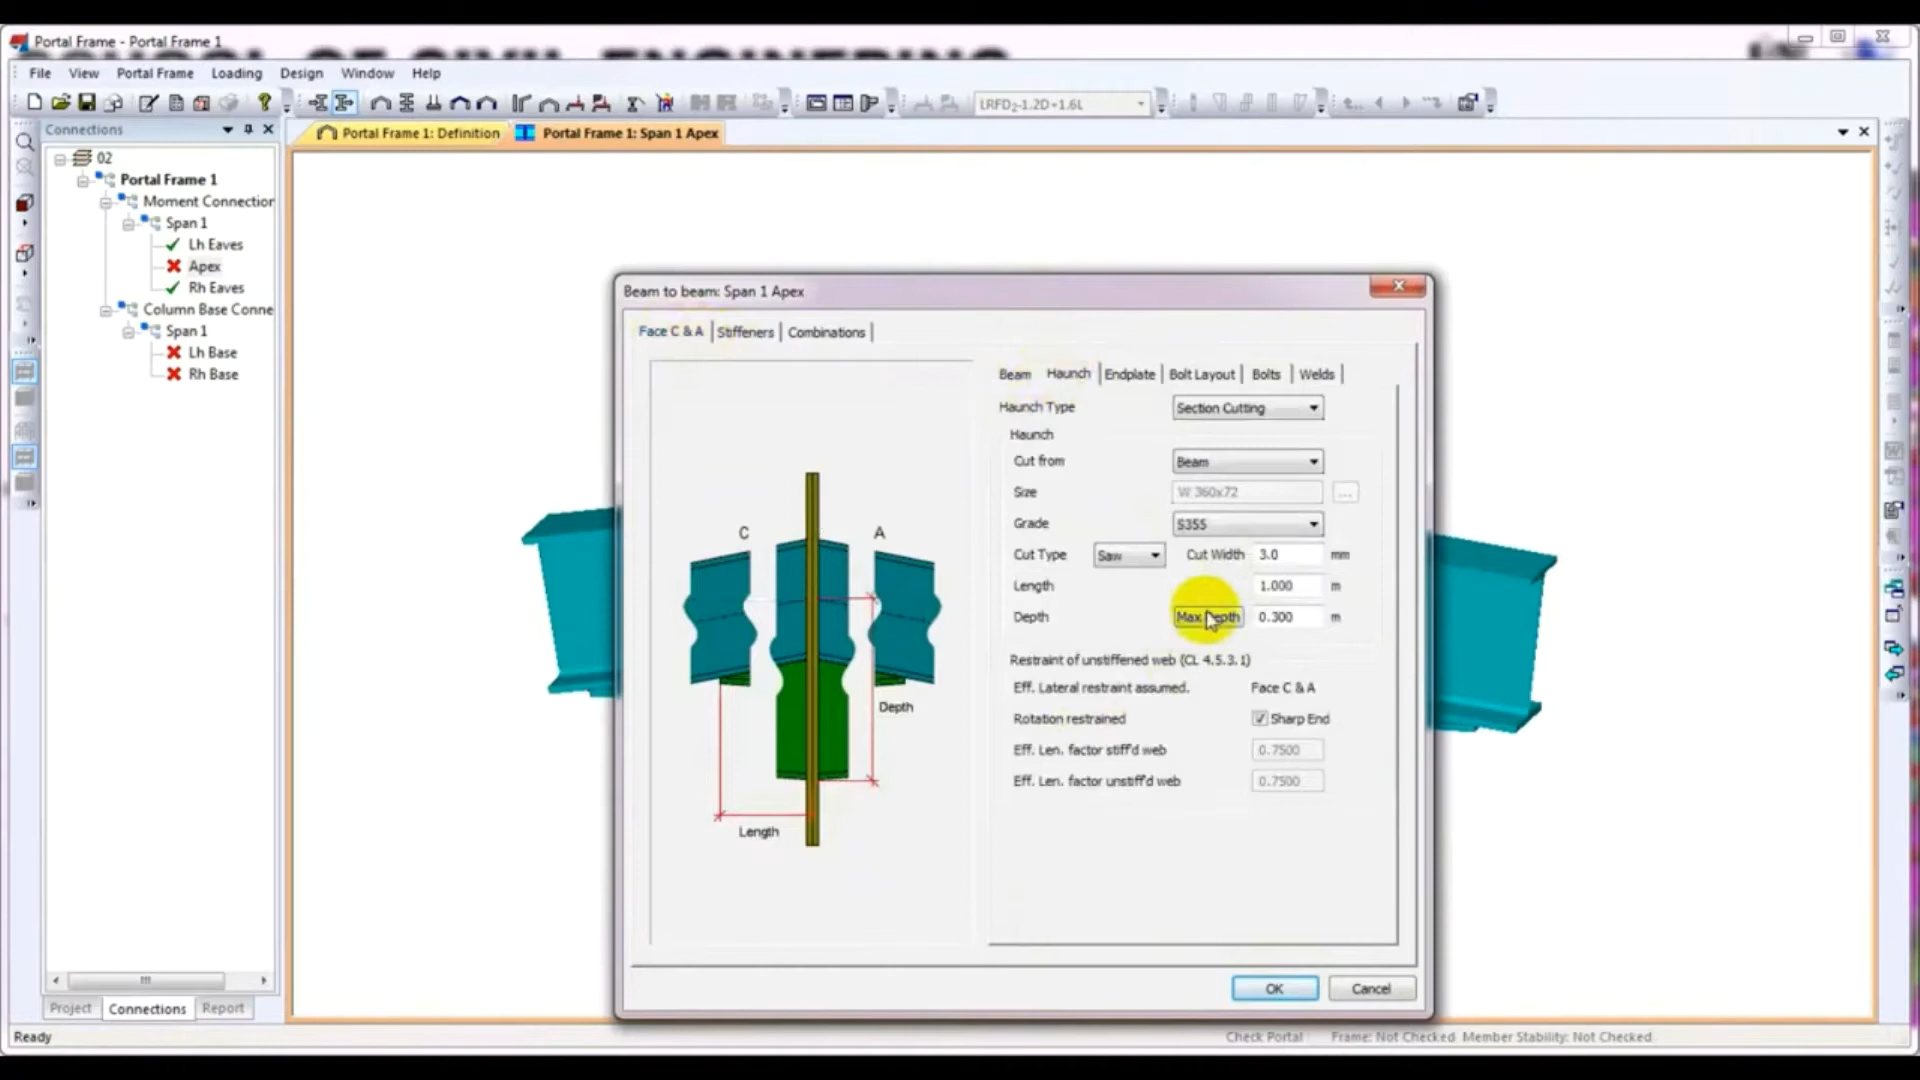 Portal Frame - Portal Frame 1
File View Portal Frame Loading Design Window Help
LRFD2-1.2D+1.6L
Connections
Portal Frame 1: Definition
Portal Frame 1: Span 1 Apex
02
Portal Frame 1
Moment Connection
Span 1
Lh Eaves
Apex
Rh Eaves
Column Base Conne
Span 1
Lh Base
Rh Base
Beam to beam: Span 1 Apex
Face C & A Stiffeners Combinations
Beam Haunch Endplate Bolt Layout Bolts Welds
Haunch Type Section Cutting
Haunch
Cut from Beam
Size W 360x72 ...
Grade S355
Cut Type Saw Cut Width 3.0 mm
Length 1.000 m
Depth Max Depth 0.300 m
Restraint of unstiffened web (CL 4.5.3.1)
Eff. Lateral restraint assumed. Face C & A
Rotation restrained Sharp End
Eff. Len. factor stiff'd web 0.7500
Eff. Len. factor unstiff'd web 0.7500
C A
Depth
Length
OK Cancel
Project Connections Report
Ready
Check Portal Frame: Not Checked Member Stability: Not Checked